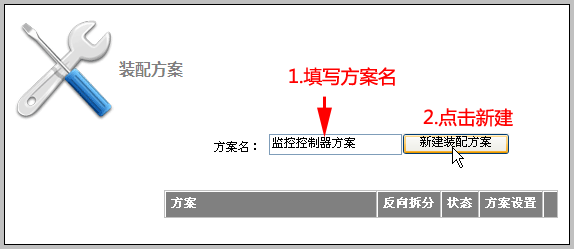 装配方案
1.填写方案名
2.点击新建
方案名： 监控控制器方案 新建装配方案
方案 反向拆分 状态 方案设置